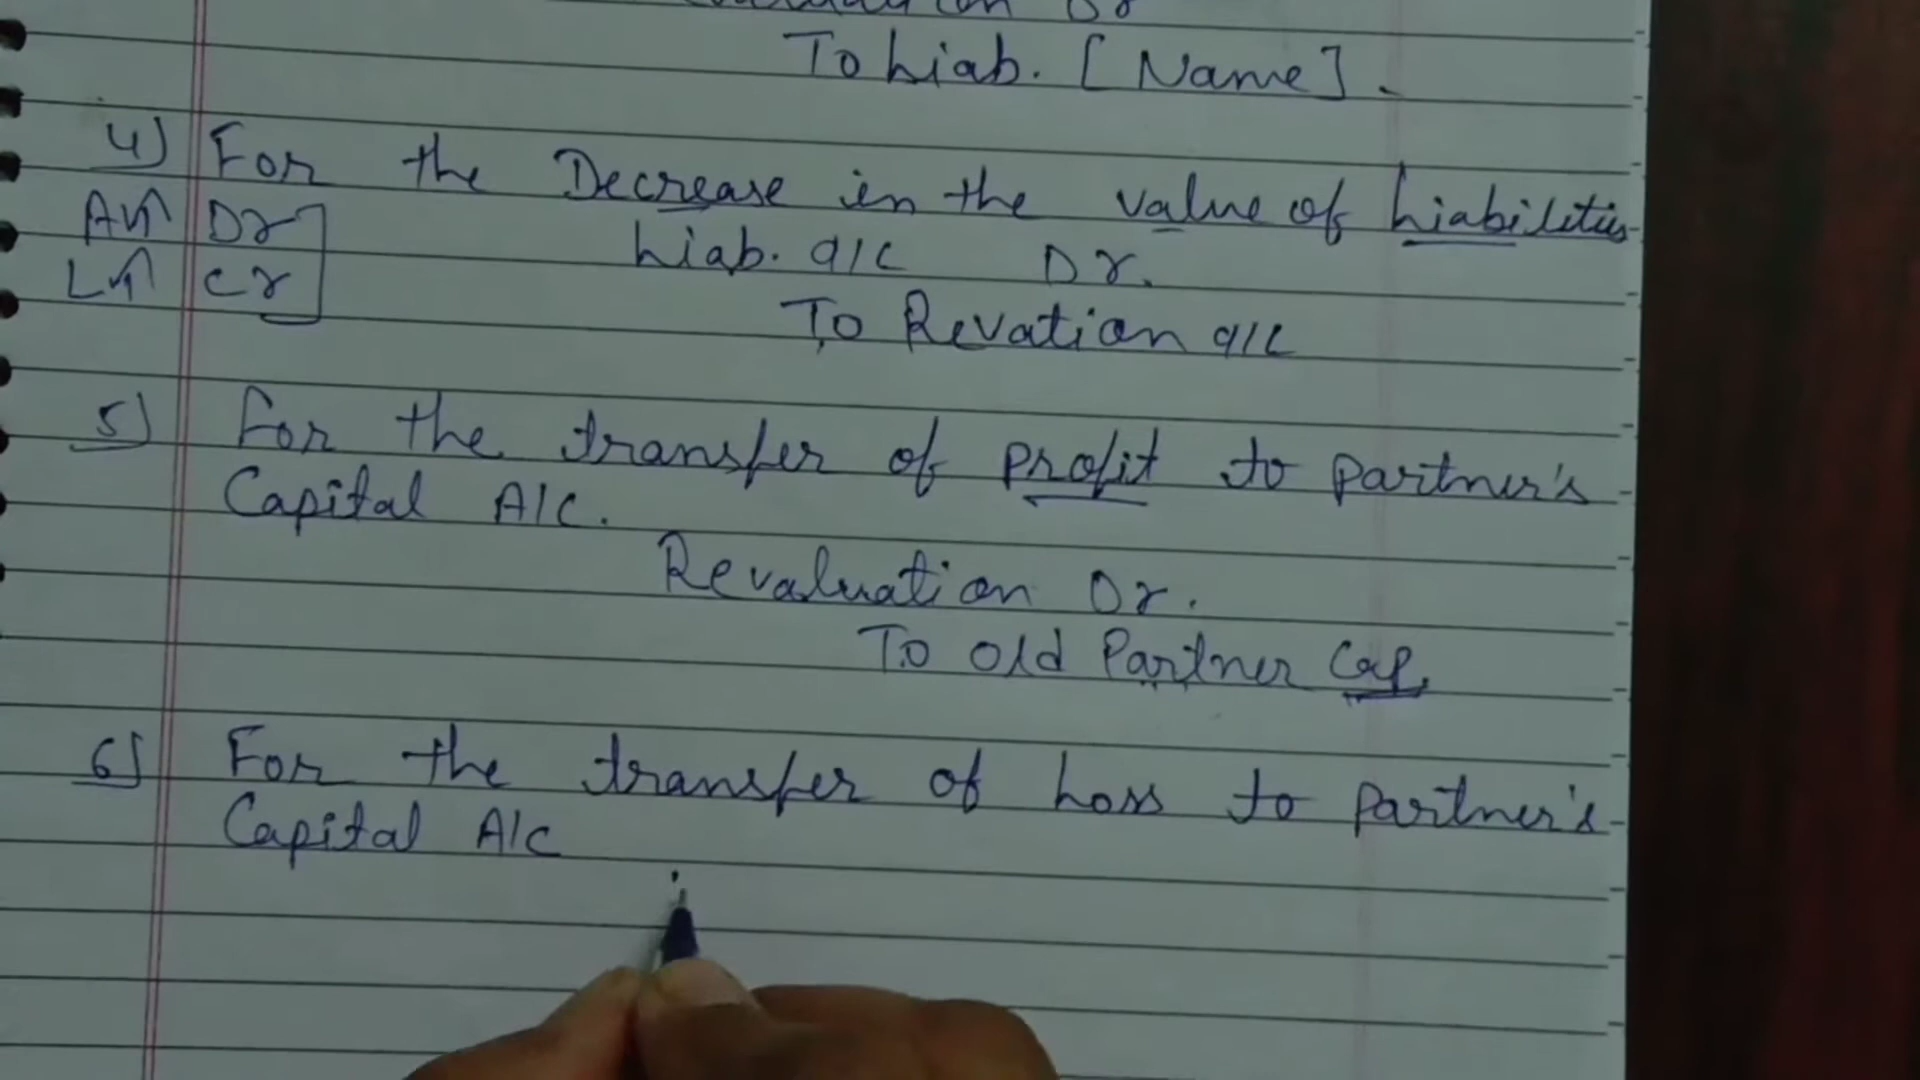 To Liab. [Name].
4) For the Decrease in the value of Liabilities
A↑ Dr
Liab. a/c Dr.
L↑ Cr
To Revation a/c
5) For the transfer of profit to Partner's
Capital A/C.
Revaluation Dr.
To Old Partner Cap.
6) For the transfer of Loss to Partner's
Capital A/C